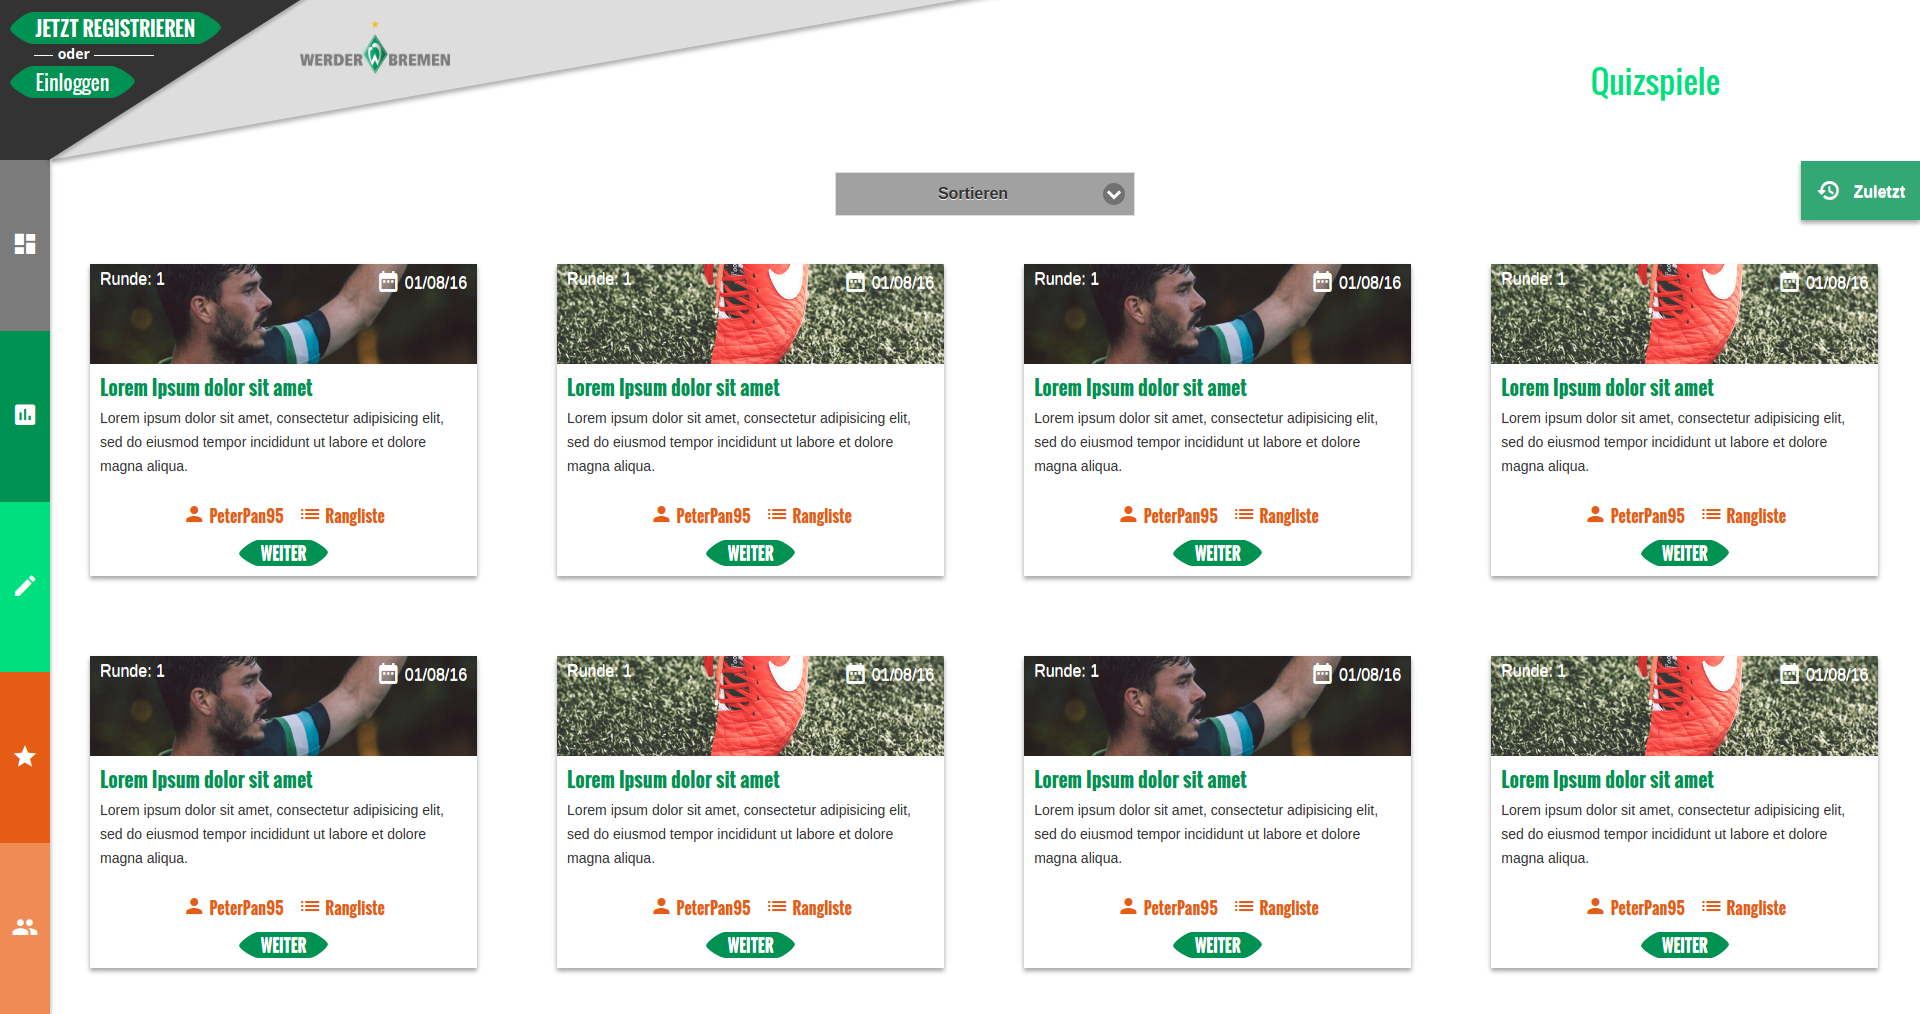 JETZT REGISTRIEREN
oder
Einloggen
WERDER BREMEN
Quizspiele
Sortieren
Zuletzt
Runde: 1 01/08/16
Lorem Ipsum dolor sit amet
Lorem ipsum dolor sit amet, consectetur adipisicing elit,
sed do eiusmod tempor incididunt ut labore et dolore
magna aliqua.
PeterPan95 Rangliste
WEITER
Runde: 1 01/08/16
Lorem Ipsum dolor sit amet
Lorem ipsum dolor sit amet, consectetur adipisicing elit,
sed do eiusmod tempor incididunt ut labore et dolore
magna aliqua.
PeterPan95 Rangliste
WEITER
Runde: 1 01/08/16
Lorem Ipsum dolor sit amet
Lorem ipsum dolor sit amet, consectetur adipisicing elit,
sed do eiusmod tempor incididunt ut labore et dolore
magna aliqua.
PeterPan95 Rangliste
WEITER
Runde: 1 01/08/16
Lorem Ipsum dolor sit amet
Lorem ipsum dolor sit amet, consectetur adipisicing elit,
sed do eiusmod tempor incididunt ut labore et dolore
magna aliqua.
PeterPan95 Rangliste
WEITER
Runde: 1 01/08/16
Lorem Ipsum dolor sit amet
Lorem ipsum dolor sit amet, consectetur adipisicing elit,
sed do eiusmod tempor incididunt ut labore et dolore
magna aliqua.
PeterPan95 Rangliste
WEITER
Runde: 1 01/08/16
Lorem Ipsum dolor sit amet
Lorem ipsum dolor sit amet, consectetur adipisicing elit,
sed do eiusmod tempor incididunt ut labore et dolore
magna aliqua.
PeterPan95 Rangliste
WEITER
Runde: 1 01/08/16
Lorem Ipsum dolor sit amet
Lorem ipsum dolor sit amet, consectetur adipisicing elit,
sed do eiusmod tempor incididunt ut labore et dolore
magna aliqua.
PeterPan95 Rangliste
WEITER
Runde: 1 01/08/16
Lorem Ipsum dolor sit amet
Lorem ipsum dolor sit amet, consectetur adipisicing elit,
sed do eiusmod tempor incididunt ut labore et dolore
magna aliqua.
PeterPan95 Rangliste
WEITER